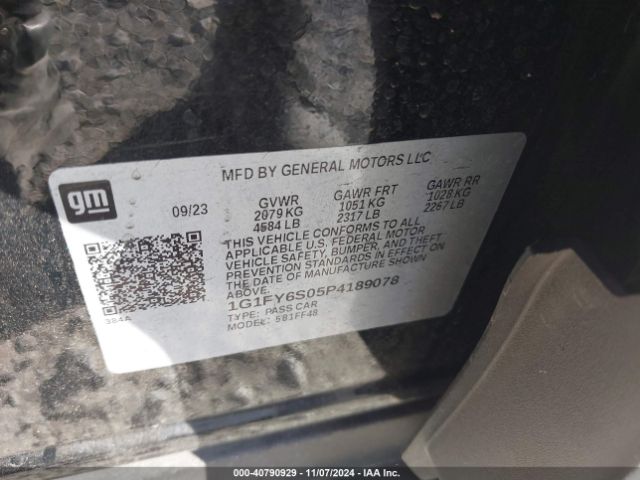 MFD BY GENERAL MOTORS LLC
gm
09/23
GVWR GAWR FRT GAWR RR
2079 KG 1051 KG 1028 KG
4584 LB 2317 LB 2267 LB
THIS VEHICLE CONFORMS TO ALL
APPLICABLE U.S. FEDERAL MOTOR
VEHICLE SAFETY, BUMPER, AND THEFT
PREVENTION STANDARDS IN EFFECT ON
THE DATE OF MANUFACTURE SHOWN ABOVE.
1G1FY6S05P4189078
TYPE: PASS CAR
MODEL: 5B1FF48
384A
000-40790929 - 11/07/2024 - IAA Inc.